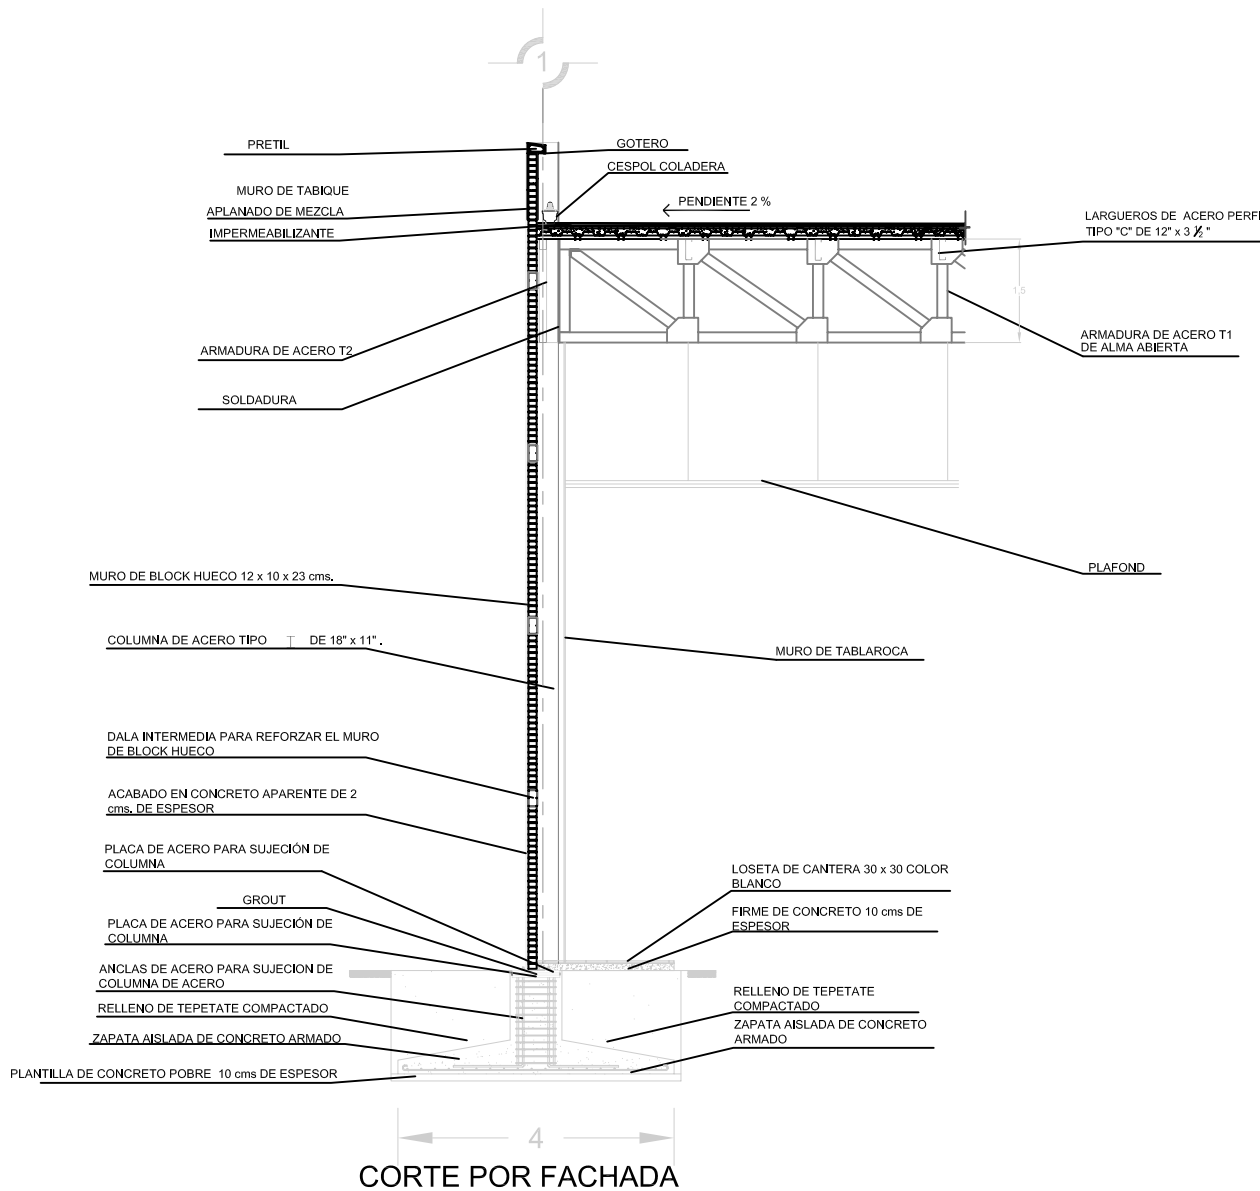 1
PRETIL
GOTERO
CESPOL COLADERA
MURO DE TABIQUE
APLANADO DE MEZCLA
IMPERMEABILIZANTE
PENDIENTE 2 %
LARGUEROS DE ACERO PERFI
TIPO "C" DE 12" x 3 ½ "
1.5
ARMADURA DE ACERO T2
SOLDADURA
ARMADURA DE ACERO T1
DE ALMA ABIERTA
PLAFOND
MURO DE BLOCK HUECO 12 x 10 x 23 cms.
COLUMNA DE ACERO TIPO DE 18" x 11" .
MURO DE TABLAROCA
DALA INTERMEDIA PARA REFORZAR EL MURO
DE BLOCK HUECO
ACABADO EN CONCRETO APARENTE DE 2
cms. DE ESPESOR
PLACA DE ACERO PARA SUJECIÓN DE
COLUMNA
GROUT
PLACA DE ACERO PARA SUJECIÓN DE
COLUMNA
ANCLAS DE ACERO PARA SUJECION DE
COLUMNA DE ACERO
RELLENO DE TEPETATE COMPACTADO
ZAPATA AISLADA DE CONCRETO ARMADO
PLANTILLA DE CONCRETO POBRE 10 cms DE ESPESOR
LOSETA DE CANTERA 30 x 30 COLOR
BLANCO
FIRME DE CONCRETO 10 cms DE
ESPESOR
RELLENO DE TEPETATE
COMPACTADO
ZAPATA AISLADA DE CONCRETO
ARMADO
4
CORTE POR FACHADA